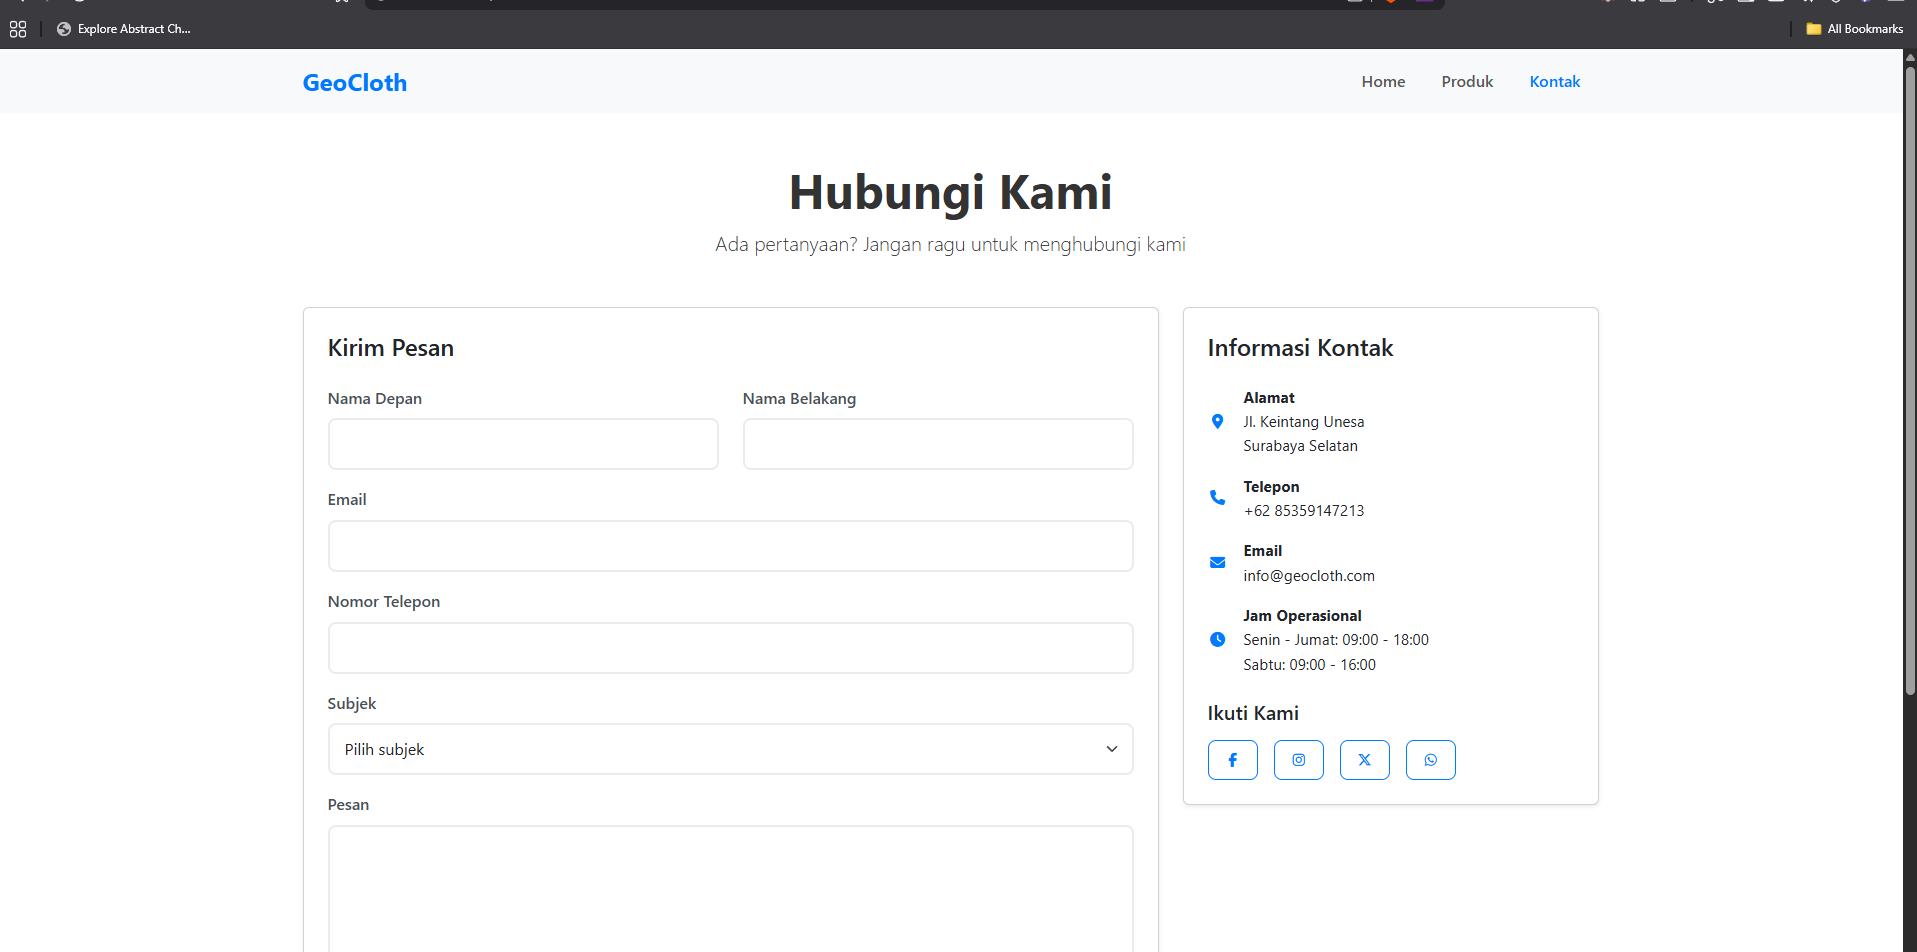 Explore Abstract Ch...
All Bookmarks
GeoCloth
Home
Produk
Kontak
Hubungi Kami
Ada pertanyaan? Jangan ragu untuk menghubungi kami
Kirim Pesan
Nama Depan
Nama Belakang
Email
Nomor Telepon
Subjek
Pilih subjek
Pesan
Informasi Kontak
Alamat
Jl. Keintang Unesa
Surabaya Selatan
Telepon
+62 85359147213
Email
info@geocloth.com
Jam Operasional
Senin - Jumat: 09:00 - 18:00
Sabtu: 09:00 - 16:00
Ikuti Kami